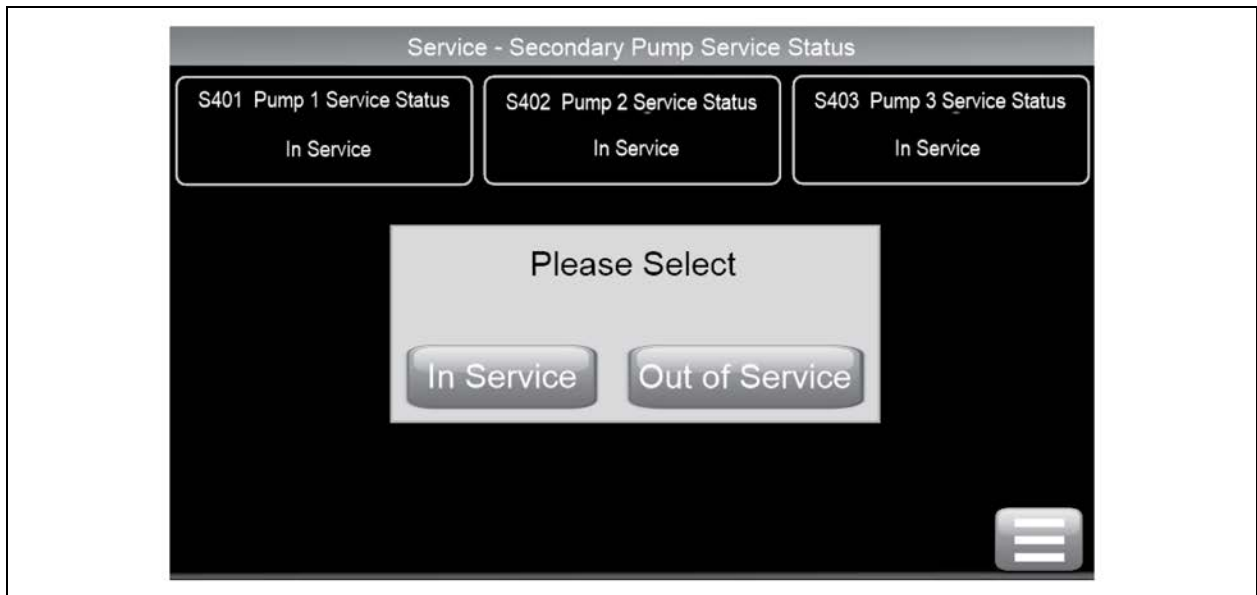 Service - Secondary Pump Service Status
S401 Pump 1 Service Status
In Service
S402 Pump 2 Service Status
In Service
S403 Pump 3 Service Status
In Service
Please Select
In Service
Out of Service